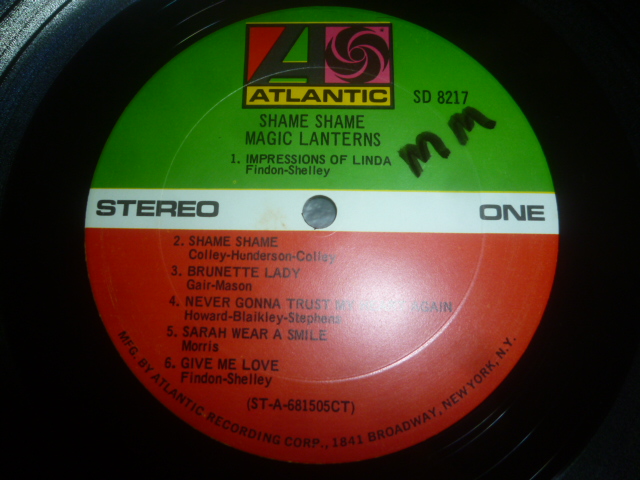 A
ATLANTIC
SD 8217
SHAME SHAME
MAGIC LANTERNS
MM
1. IMPRESSIONS OF LINDA
Findon-Shelley
STEREO
ONE
2. SHAME SHAME
Colley-Hunderson-Colley
3. BRUNETTE LADY
Gair-Mason
4. NEVER GONNA TRUST MY AGAIN
Howard-Blaikley-Stephens
5. SARAH WEAR A SMILE
Morris
6. GIVE ME LOVE
Findon-Shelley
(ST-A-681505CT)
MFG. BY ATLANTIC RECORDING CORP., 1841 BROADWAY, NEW YORK, N.Y.